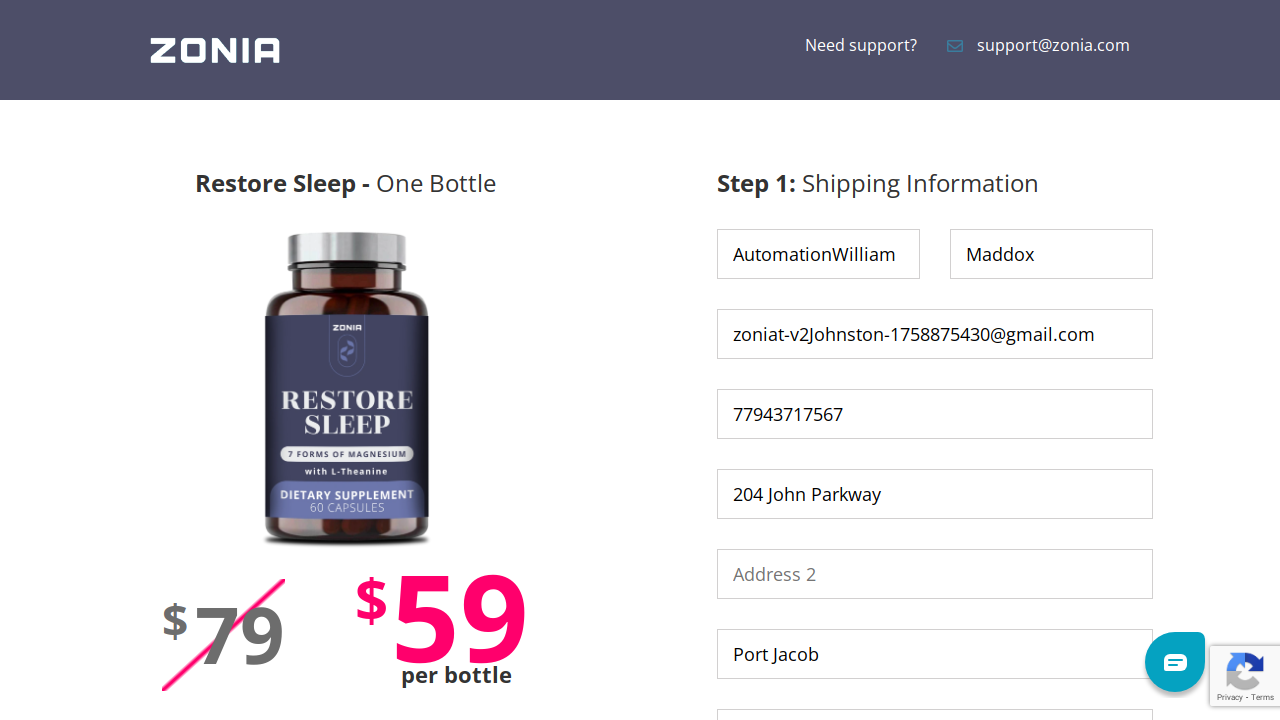 ZONIA
Need support?
support@zonia.com
Restore Sleep - One Bottle
ZONIA
RESTORE
SLEEP
7 FORMS OF MAGNESIUM
with L-Theanine
DIETARY SUPPLEMENT
60 CAPSULES
$79
$59
per bottle
Step 1: Shipping Information
AutomationWilliam
Maddox
zoniat-v2Johnston-1758875430@gmail.com
77943717567
204 John Parkway
Address 2
Port Jacob
Privacy - Terms